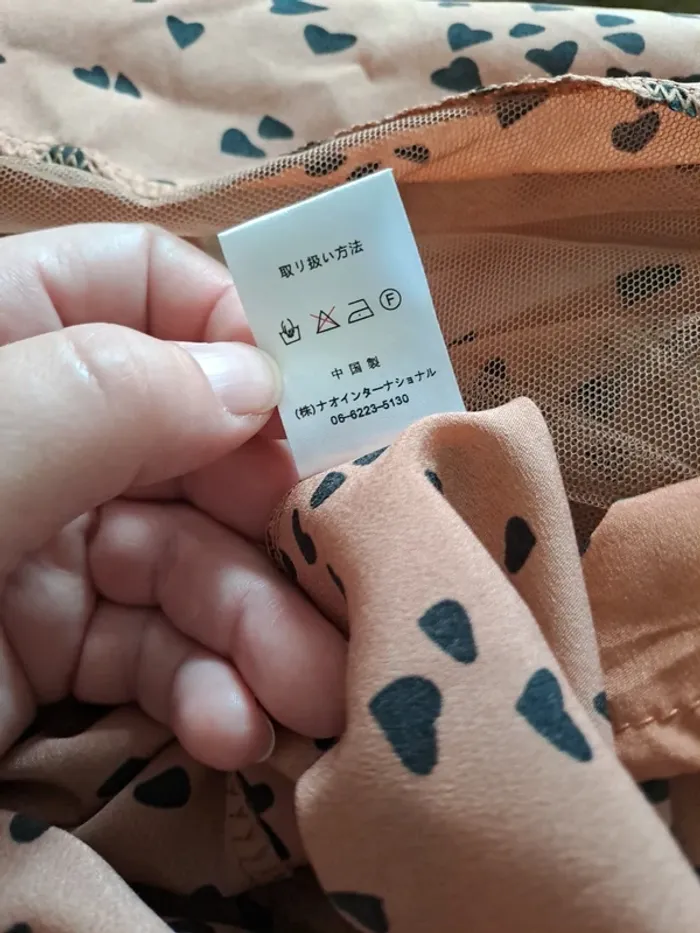 取り扱い方法
F
中国製
(株)ナオインターナショナル
06-6223-5130